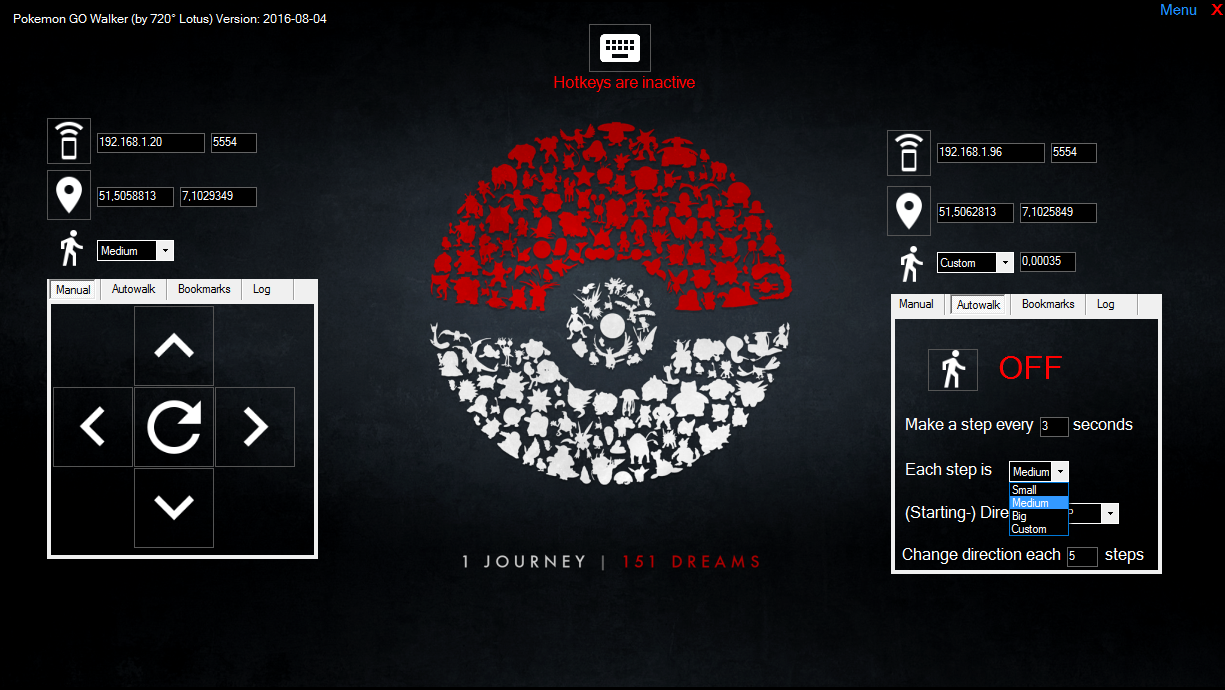 Pokemon GO Walker (by 720° Lotus) Version: 2016-08-04
Menu X
Hotkeys are inactive
192.168.1.20 5554
51,5058813 7,1029349
Medium
Manual Autowalk Bookmarks Log
192.168.1.96 5554
51,5062813 7,1025849
Custom 0,00035
Manual Autowalk Bookmarks Log
OFF
Make a step every 3 seconds
Each step is Medium
Small
Medium
Big
Custom
(Starting-) Dire
Change direction each 5 steps
1 JOURNEY | 151 DREAMS